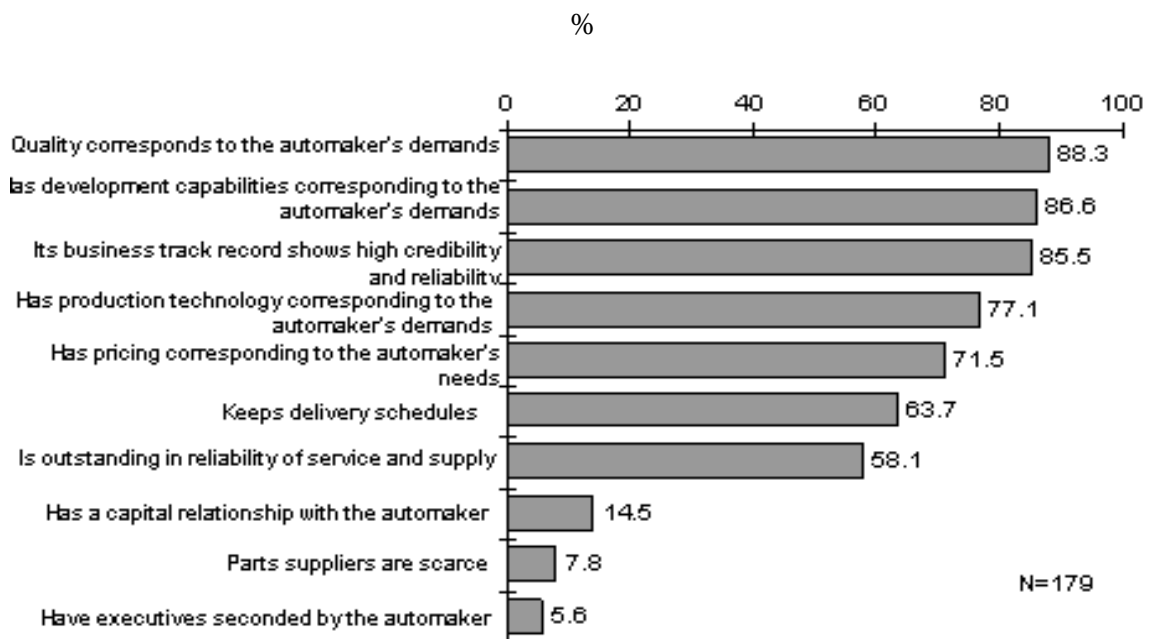 %
0 20 40 60 80 100
Quality corresponds to the automaker's demands
88.3
as development capabilities corresponding to the
automaker's demands
86.6
Its business track record shows high credibility
and reliability
85.5
Has production technology corresponding to the
automaker's demands
77.1
Has pricing corresponding to the automaker's
needs
71.5
Keeps delivery schedules
63.7
Is outstanding in reliability of service and supply
58.1
Has a capital relationship with the automaker
14.5
Parts suppliers are scarce
7.8
N=179
Have executives seconded by the automaker
5.6